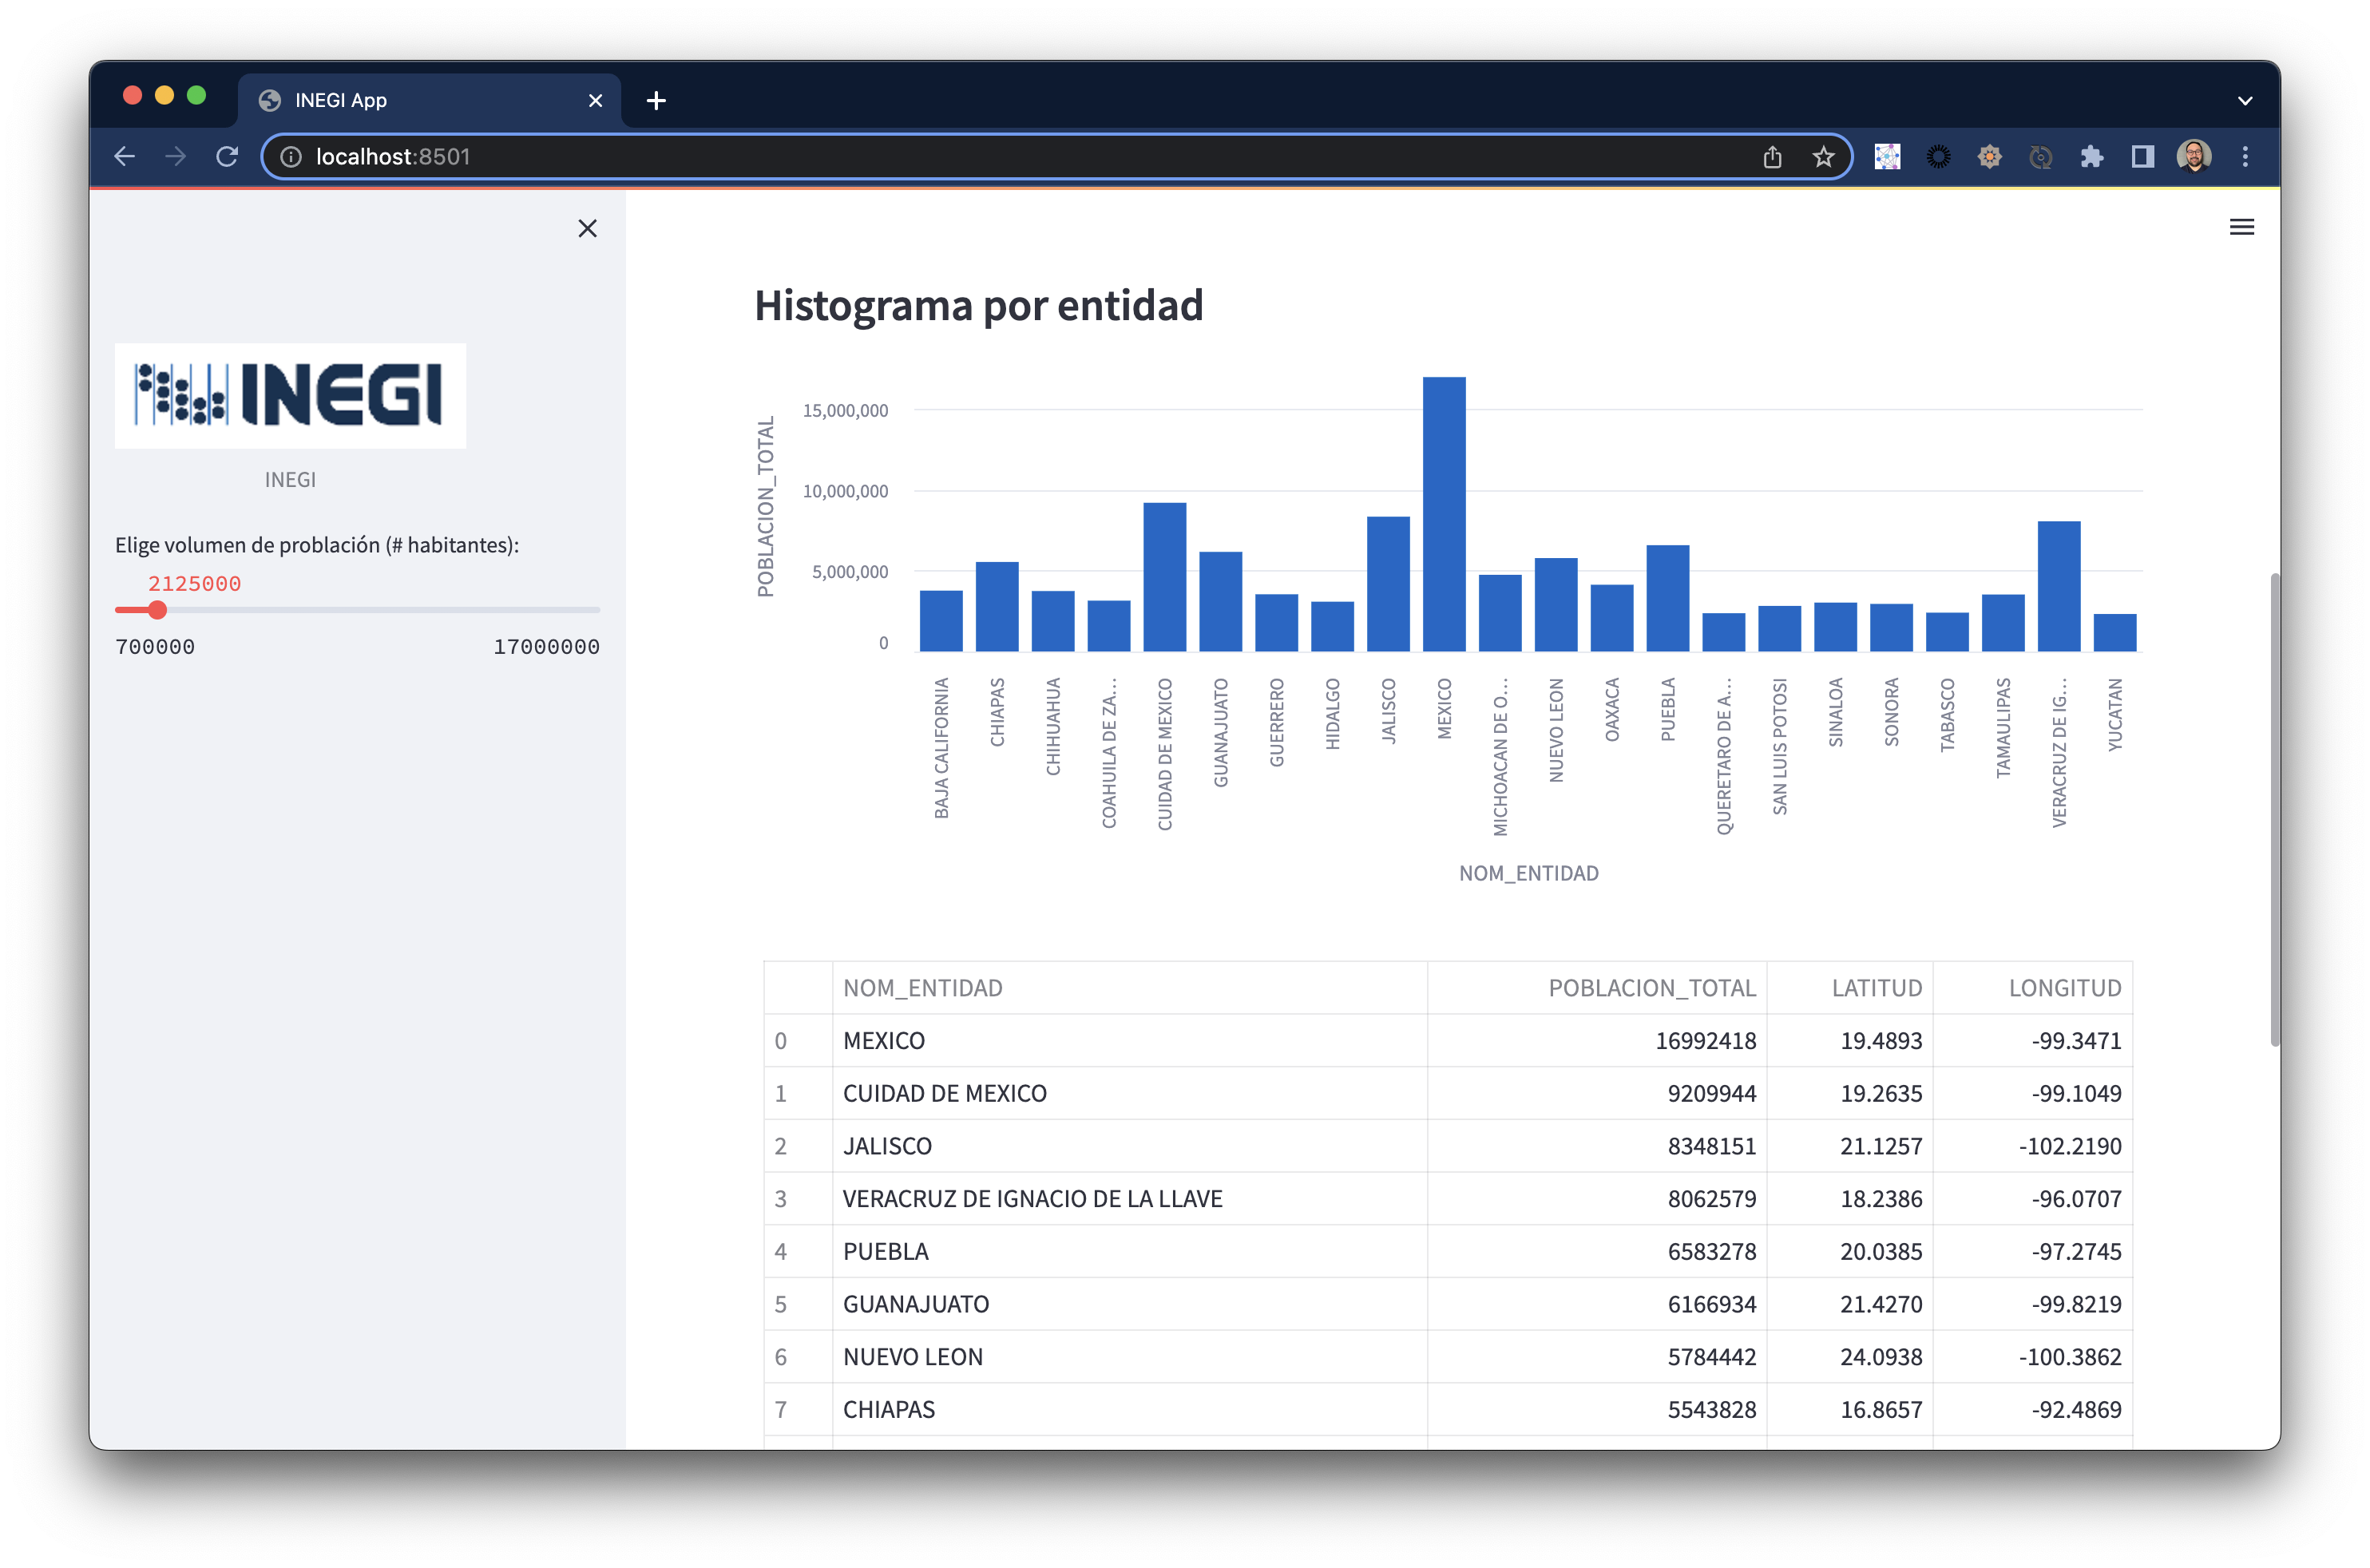 INEGI App
localhost:8501
INEGI
INEGI
Elige volumen de problación (# habitantes):
2125000
700000 17000000
Histograma por entidad
POBLACION_TOTAL
15,000,000
10,000,000
5,000,000
0
BAJA CALIFORNIA
CHIAPAS
CHIHUAHUA
COAHUILA DE ZA…
CUIDAD DE MEXICO
GUANAJUATO
GUERRERO
HIDALGO
JALISCO
MEXICO
MICHOACAN DE O…
NUEVO LEON
OAXACA
PUEBLA
QUERETARO DE A…
SAN LUIS POTOSI
SINALOA
SONORA
TABASCO
TAMAULIPAS
VERACRUZ DE IG…
YUCATAN
NOM_ENTIDAD
NOM_ENTIDAD POBLACION_TOTAL LATITUD LONGITUD
0 MEXICO 16992418 19.4893 -99.3471
1 CUIDAD DE MEXICO 9209944 19.2635 -99.1049
2 JALISCO 8348151 21.1257 -102.2190
3 VERACRUZ DE IGNACIO DE LA LLAVE 8062579 18.2386 -96.0707
4 PUEBLA 6583278 20.0385 -97.2745
5 GUANAJUATO 6166934 21.4270 -99.8219
6 NUEVO LEON 5784442 24.0938 -100.3862
7 CHIAPAS 5543828 16.8657 -92.4869